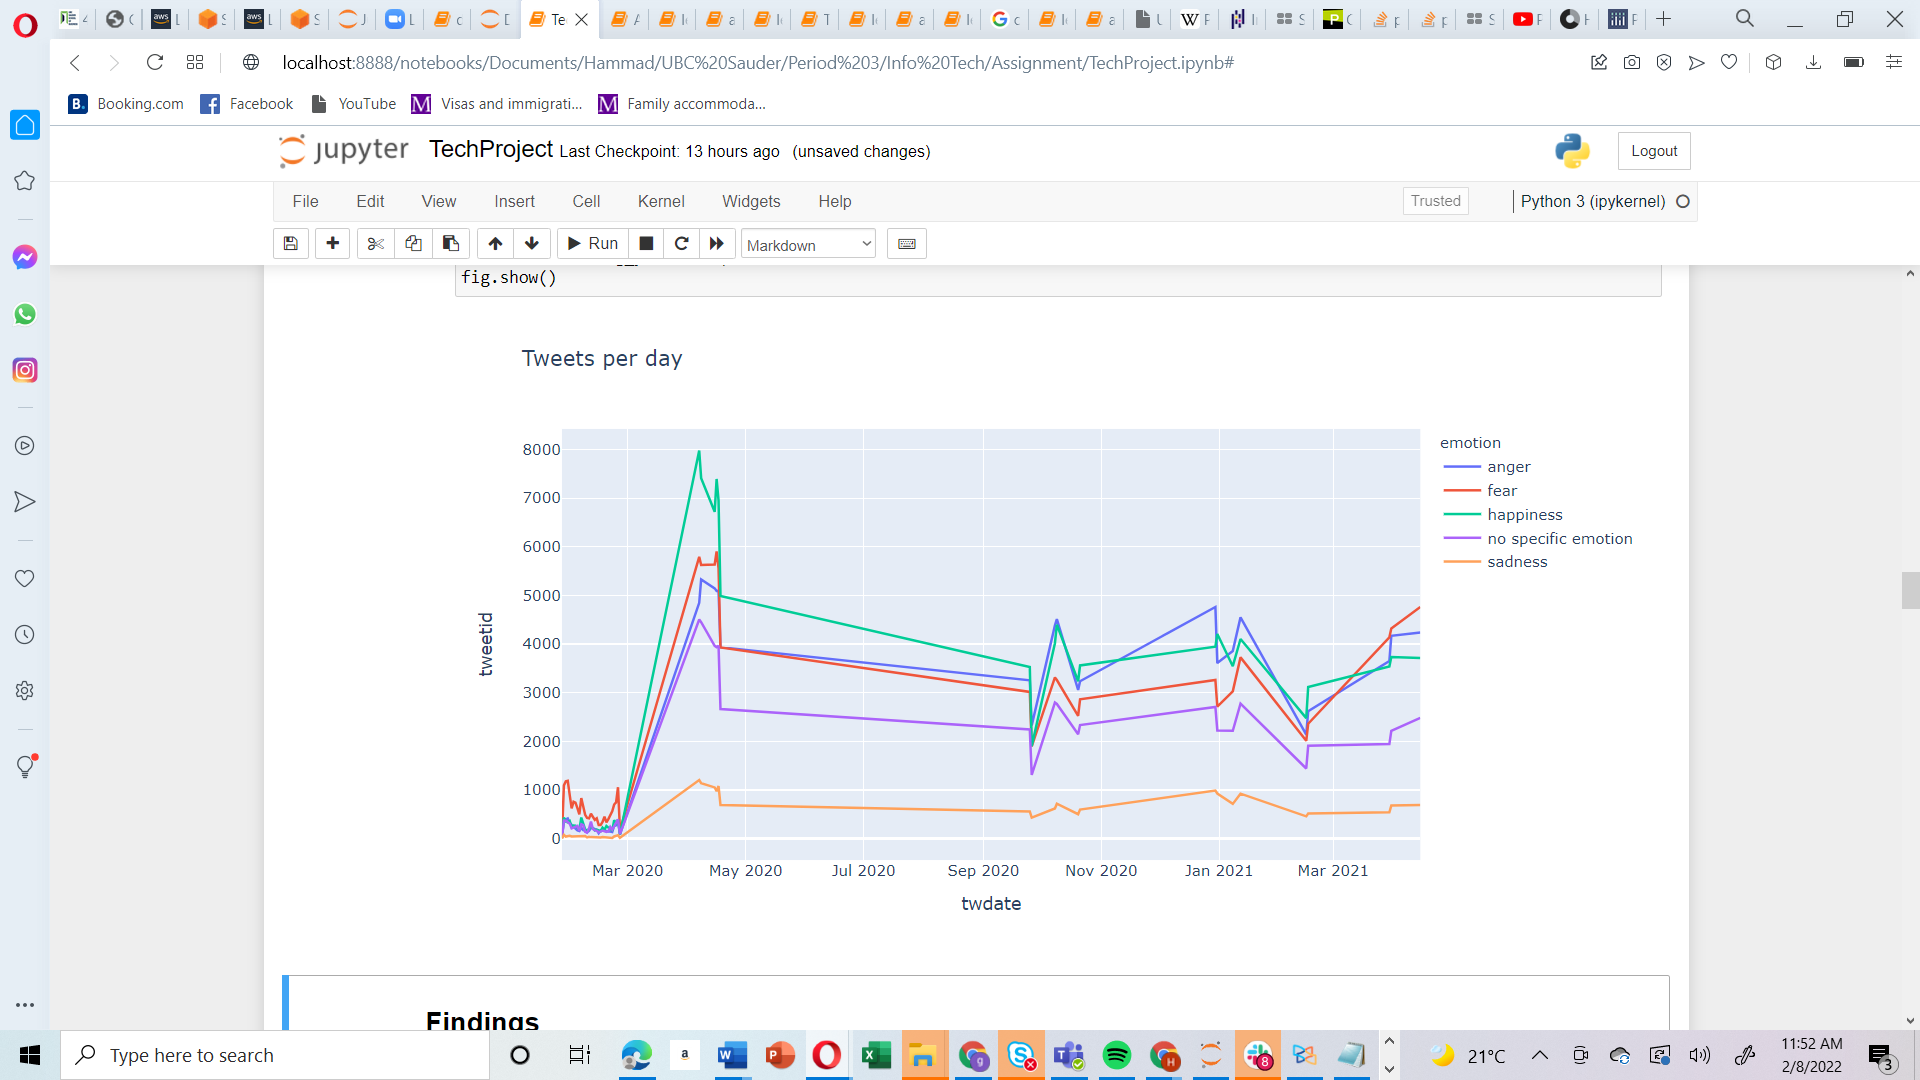 localhost:8888/notebooks/Documents/Hammad/UBC%20Sauder/Period%203/Info%20Tech/Assignment/TechProject.ipynb#
B. Booking.com Facebook YouTube M Visas and immigrati... M Family accommoda...
jupyter TechProject Last Checkpoint: 13 hours ago (unsaved changes) Logout
File Edit View Insert Cell Kernel Widgets Help Trusted Python 3 (ipykernel)
Run Markdown
fig.show()
Tweets per day
emotion
anger
fear
happiness
no specific emotion
sadness
8000
7000
6000
5000
4000
3000
2000
1000
0
tweetid
Mar 2020 May 2020 Jul 2020 Sep 2020 Nov 2020 Jan 2021 Mar 2021
twdate
Findings
Type here to search
21°C
11:52 AM
2/8/2022
3